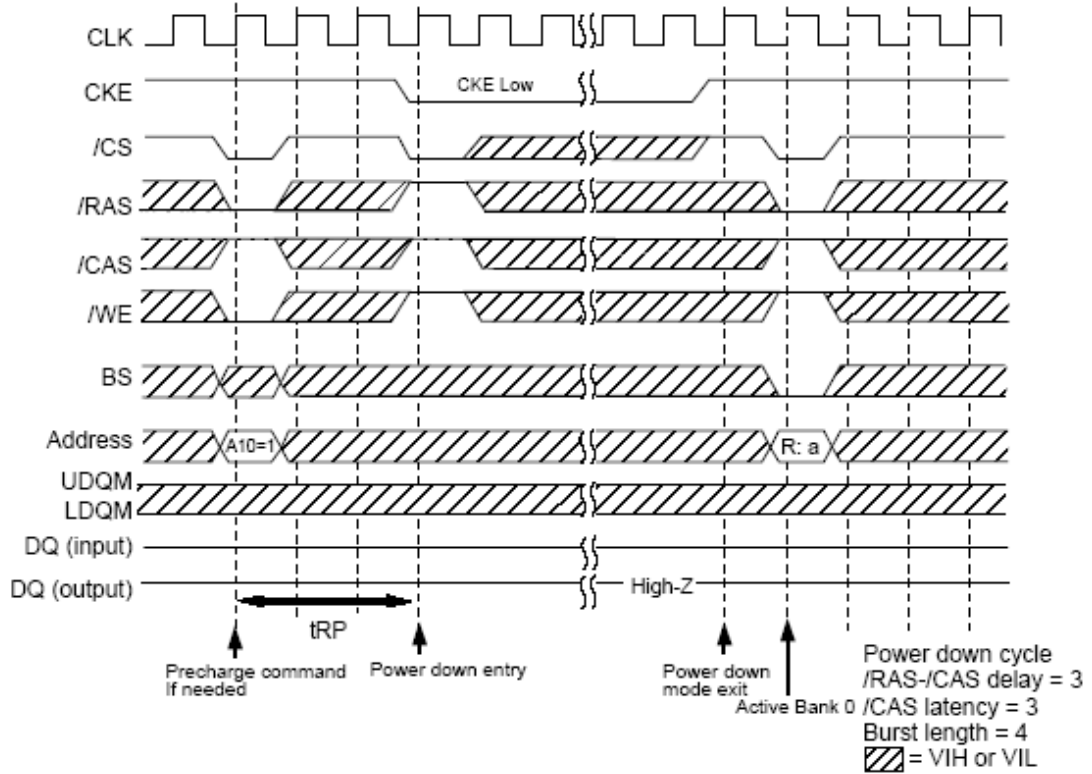 CLK
CKE
CKE Low
/CS
/RAS
/CAS
/WE
BS
Address
A10=1
R: a
UDQM
LDQM
DQ (input)
DQ (output)
High-Z
tRP
Precharge command
If needed
Power down entry
Power down
mode exit
Active Bank 0
Power down cycle
/RAS-/CAS delay = 3
/CAS latency = 3
Burst length = 4
= VIH or VIL